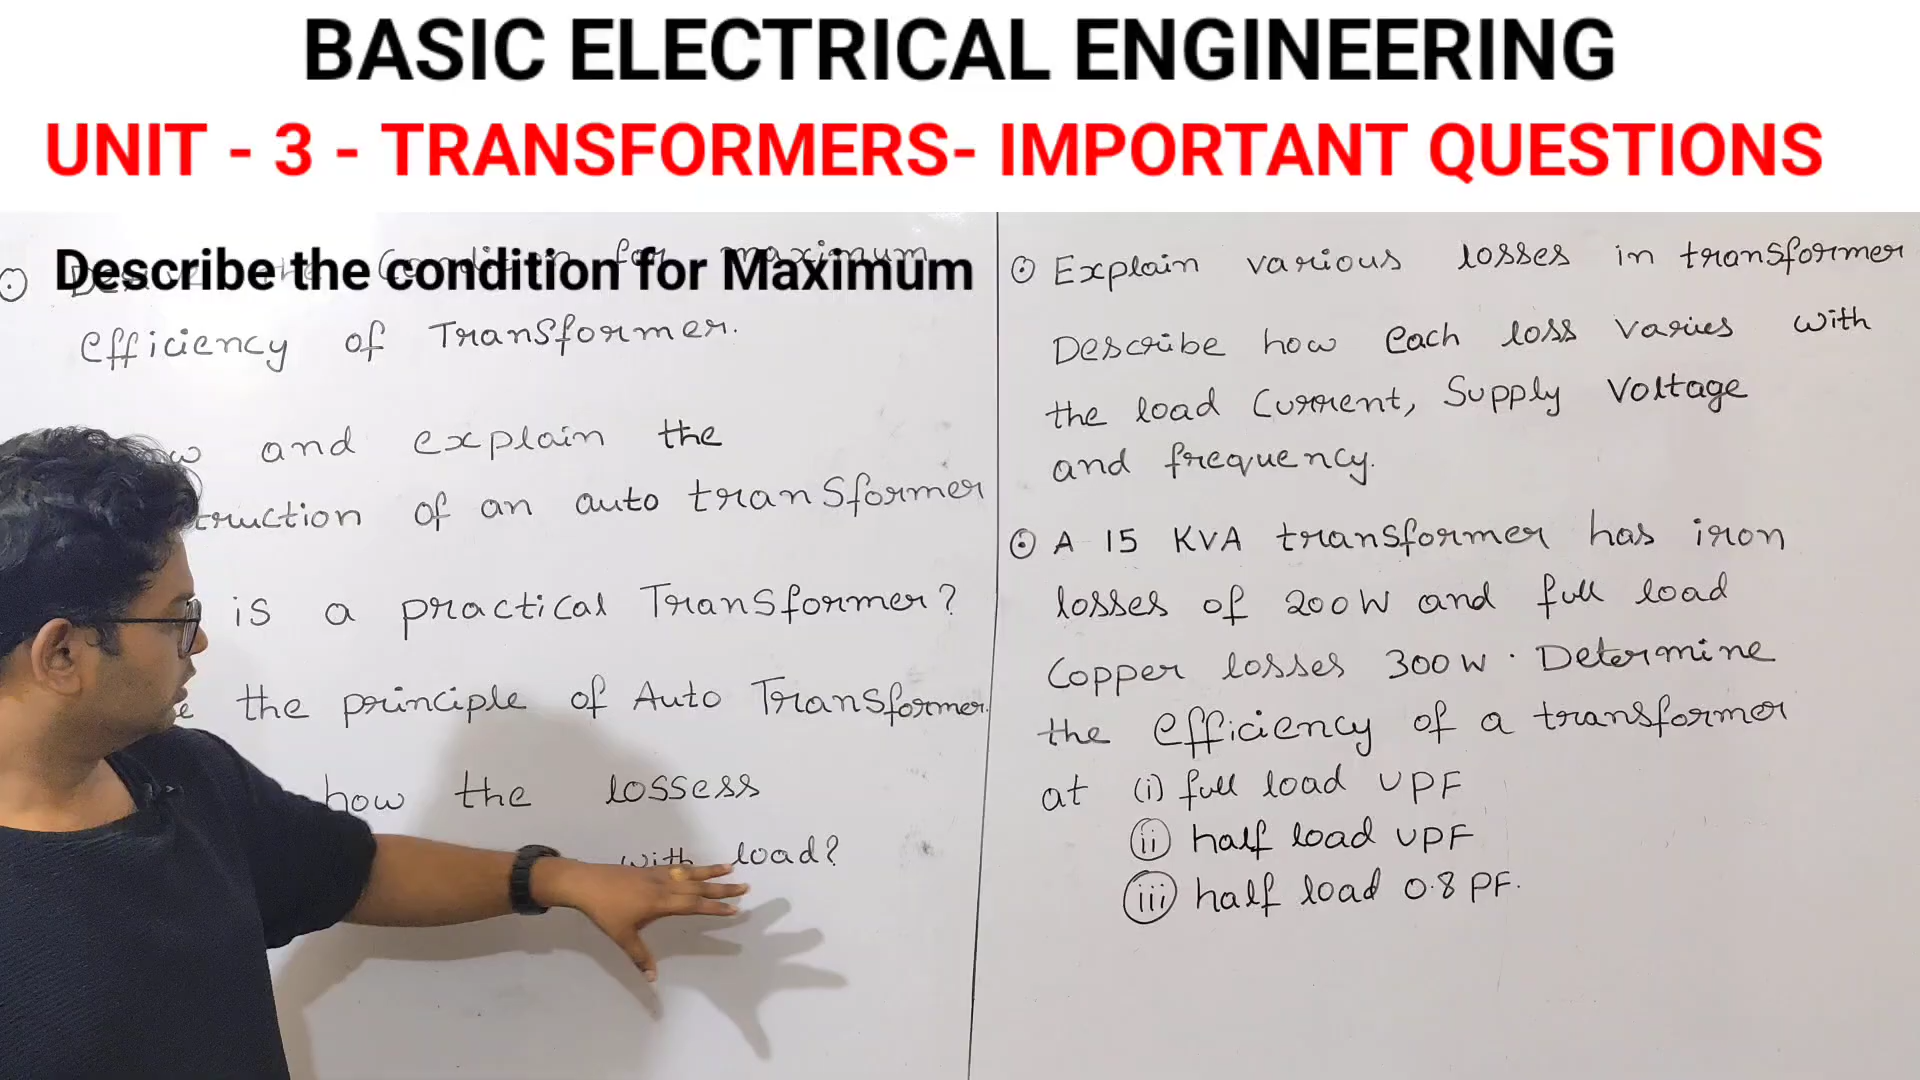 BASIC ELECTRICAL ENGINEERING
UNIT - 3 - TRANSFORMERS- IMPORTANT QUESTIONS
Describe the condition for Maximum
efficiency of Transformer.
and explain the
of an auto transformer
is a practical Transformer?
the principle of Auto Transformer.
how the lossess
with load?
Explain various losses in transformer
Describe how each loss varies with
the load current, Supply Voltage
and frequency.
A 15 KVA transformer has iron
losses of 200W and full load
Copper losses 300W. Determine
the efficiency of a transformer
at (i) full load UPF
(ii) half load UPF
(iii) half load 0.8 PF.